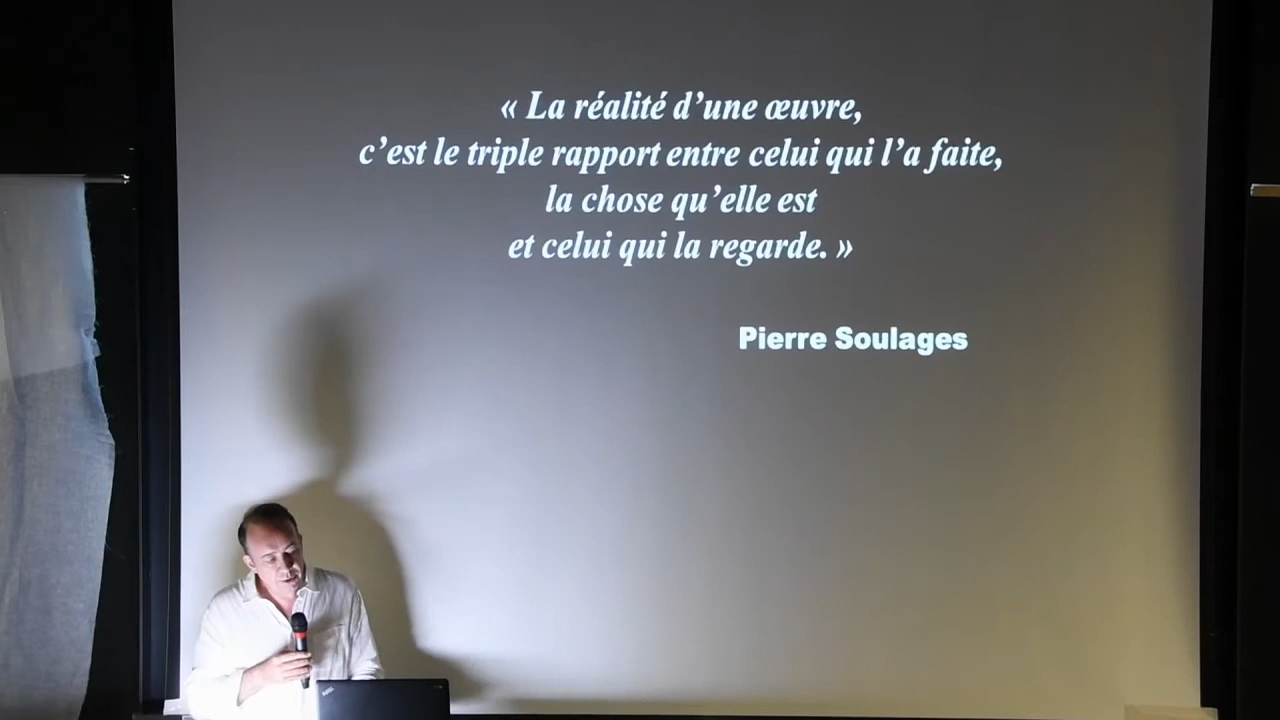 « La réalité d’une œuvre,
c’est le triple rapport entre celui qui l’a faite,
la chose qu’elle est
et celui qui la regarde. »
Pierre Soulages